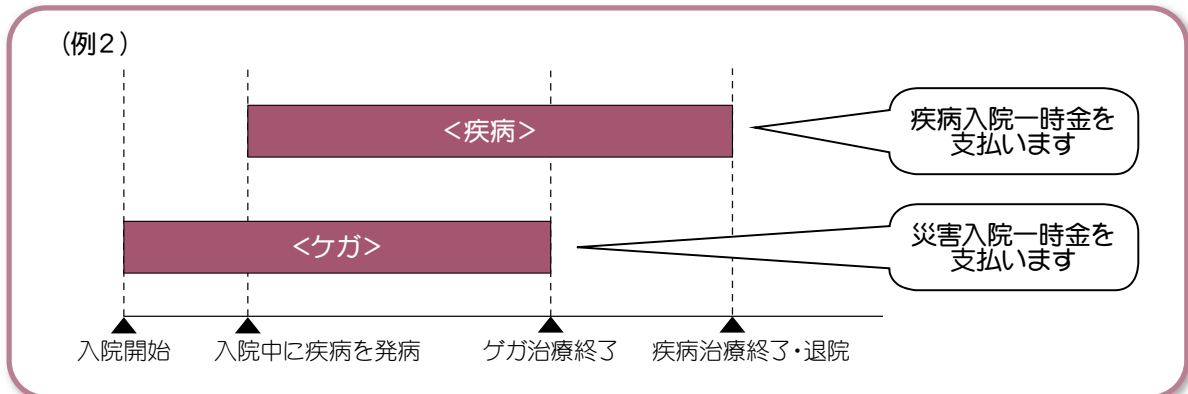 （例２）
＜疾病＞
疾病入院一時金を
支払います
＜ケガ＞
災害入院一時金を
支払います
入院開始
入院中に疾病を発病
ゲガ治療終了
疾病治療終了・退院